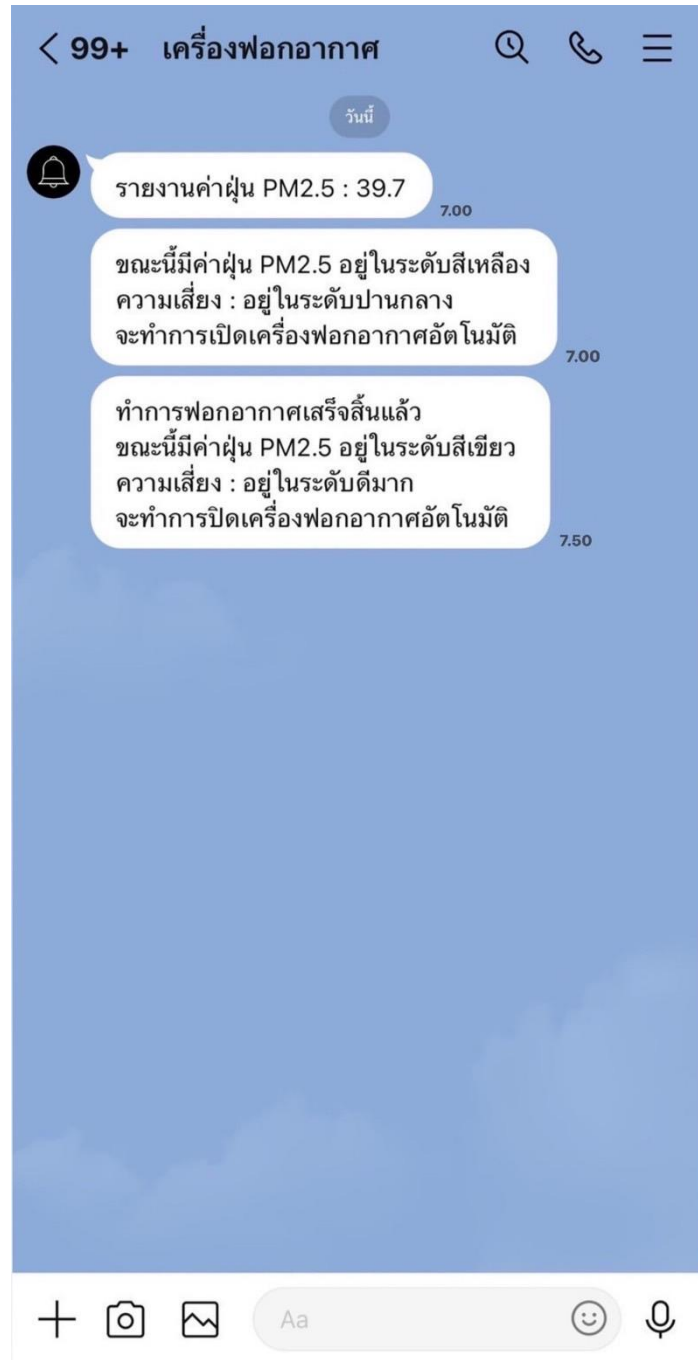 99+ เครื่องฟอกอากาศ
วันนี้
รายงานค่าฝุ่น PM2.5 : 39.7
7.00
ขณะนี้มีค่าฝุ่น PM2.5 อยู่ในระดับสีเหลือง
ความเสี่ยง : อยู่ในระดับปานกลาง
จะทำการเปิดเครื่องฟอกอากาศอัตโนมัติ
7.00
ทำการฟอกอากาศเสร็จสิ้นแล้ว
ขณะนี้มีค่าฝุ่น PM2.5 อยู่ในระดับสีเขียว
ความเสี่ยง : อยู่ในระดับดีมาก
จะทำการปิดเครื่องฟอกอากาศอัตโนมัติ
7.50
Aa